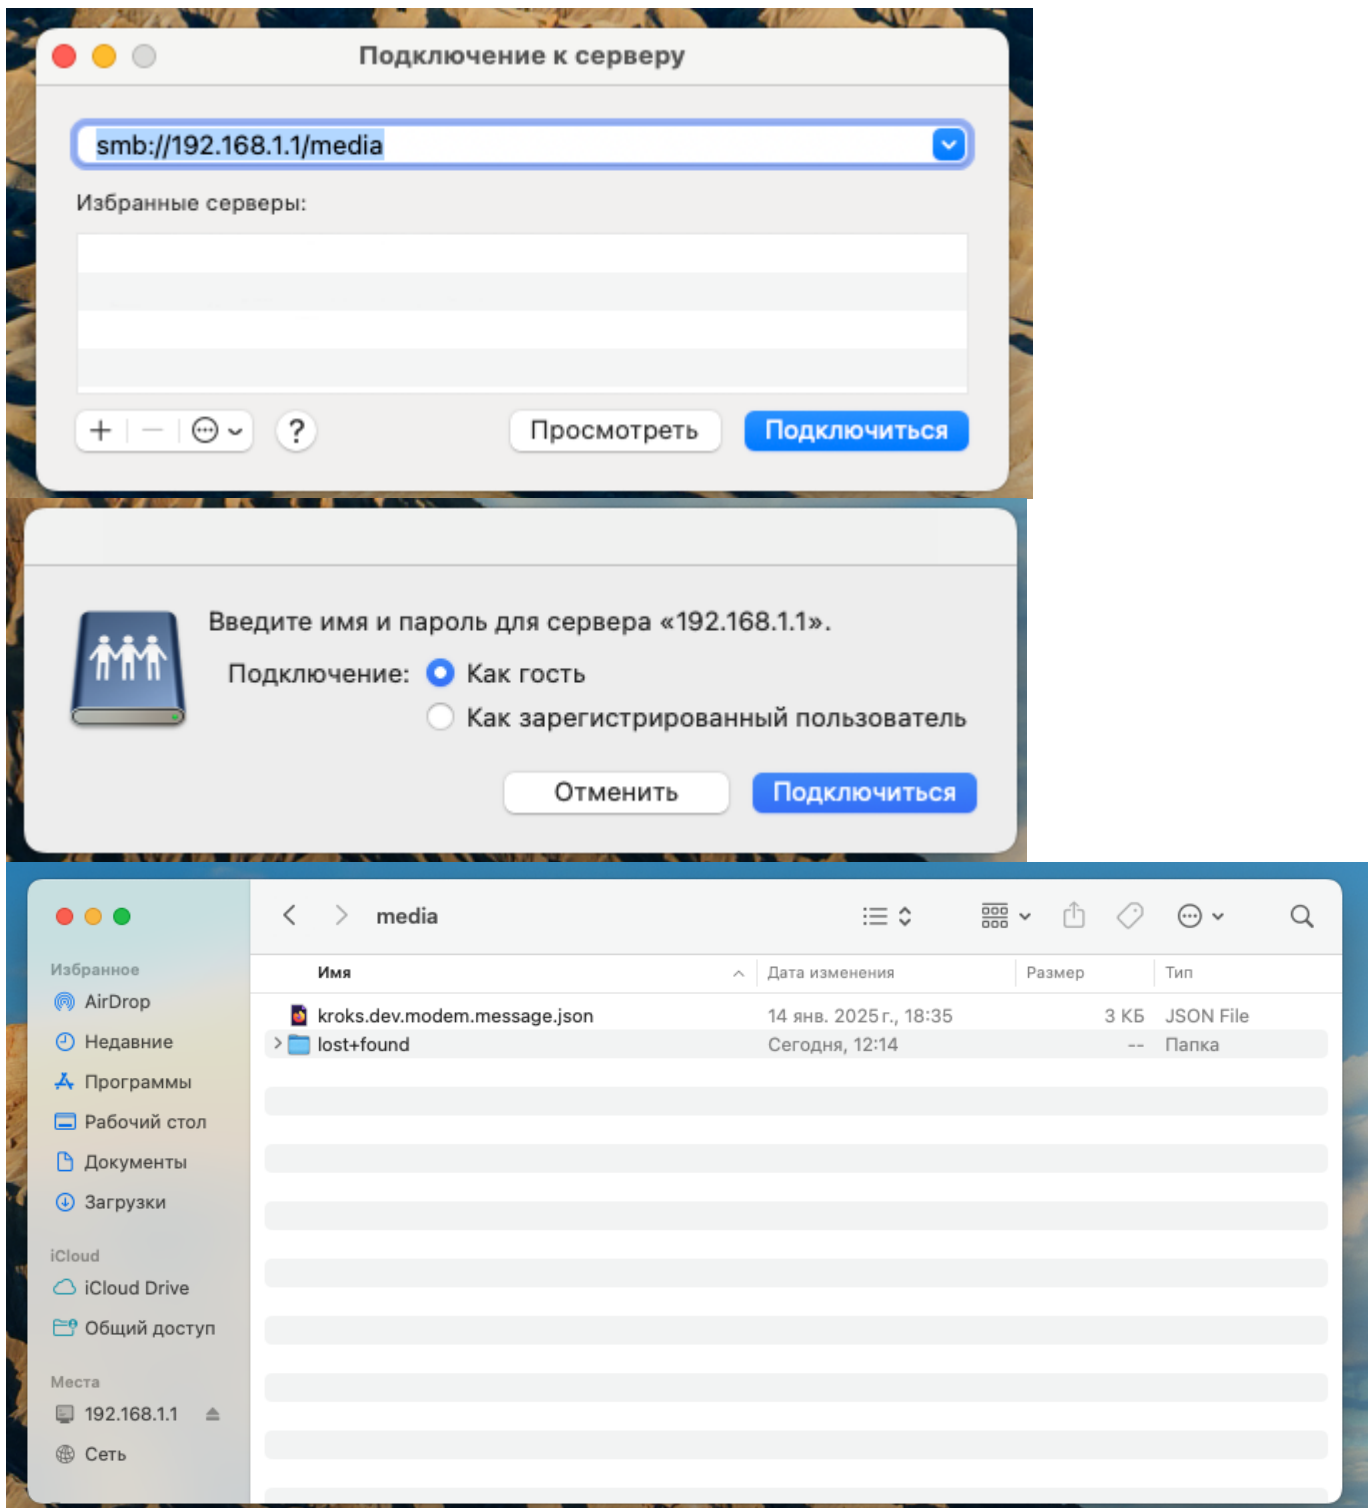 Подключение к серверу
smb://192.168.1.1/media
Избранные серверы:
?
Просмотреть
Подключиться
Введите имя и пароль для сервера «192.168.1.1».
Подключение:
Как гость
Как зарегистрированный пользователь
Отменить
Подключиться
media
Избранное
AirDrop
Недавние
Программы
Рабочий стол
Документы
Загрузки
iCloud
iCloud Drive
Общий доступ
Места
192.168.1.1
Сеть
Имя Дата изменения Размер Тип
kroks.dev.modem.message.json 14 янв. 2025 г., 18:35 3 КБ JSON File
lost+found Сегодня, 12:14 -- Папка